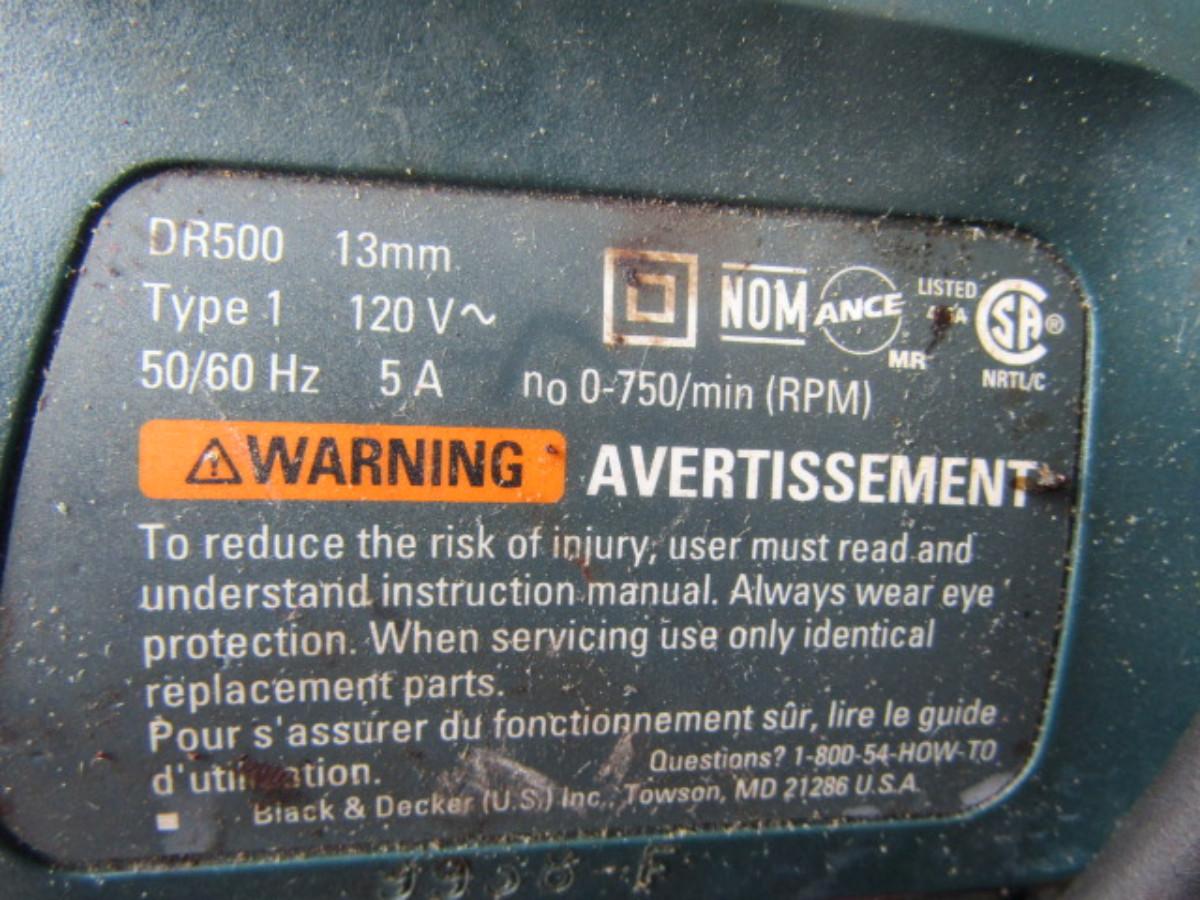 DR500 13mm
Type 1 120 V~
50/60 Hz 5 A no 0-750/min (RPM)
NOM ANCE MR LISTED SA® NRTL/C
⚠WARNING AVERTISSEMENT
To reduce the risk of injury, user must read and
understand instruction manual. Always wear eye
protection. When servicing use only identical
replacement parts.
Pour s'assurer du fonctionnement sûr, lire le guide
d'utilisation.
Questions? 1-800-54-HOW-TO
Black & Decker (U.S.) Inc., Towson, MD 21286 U.S.A.